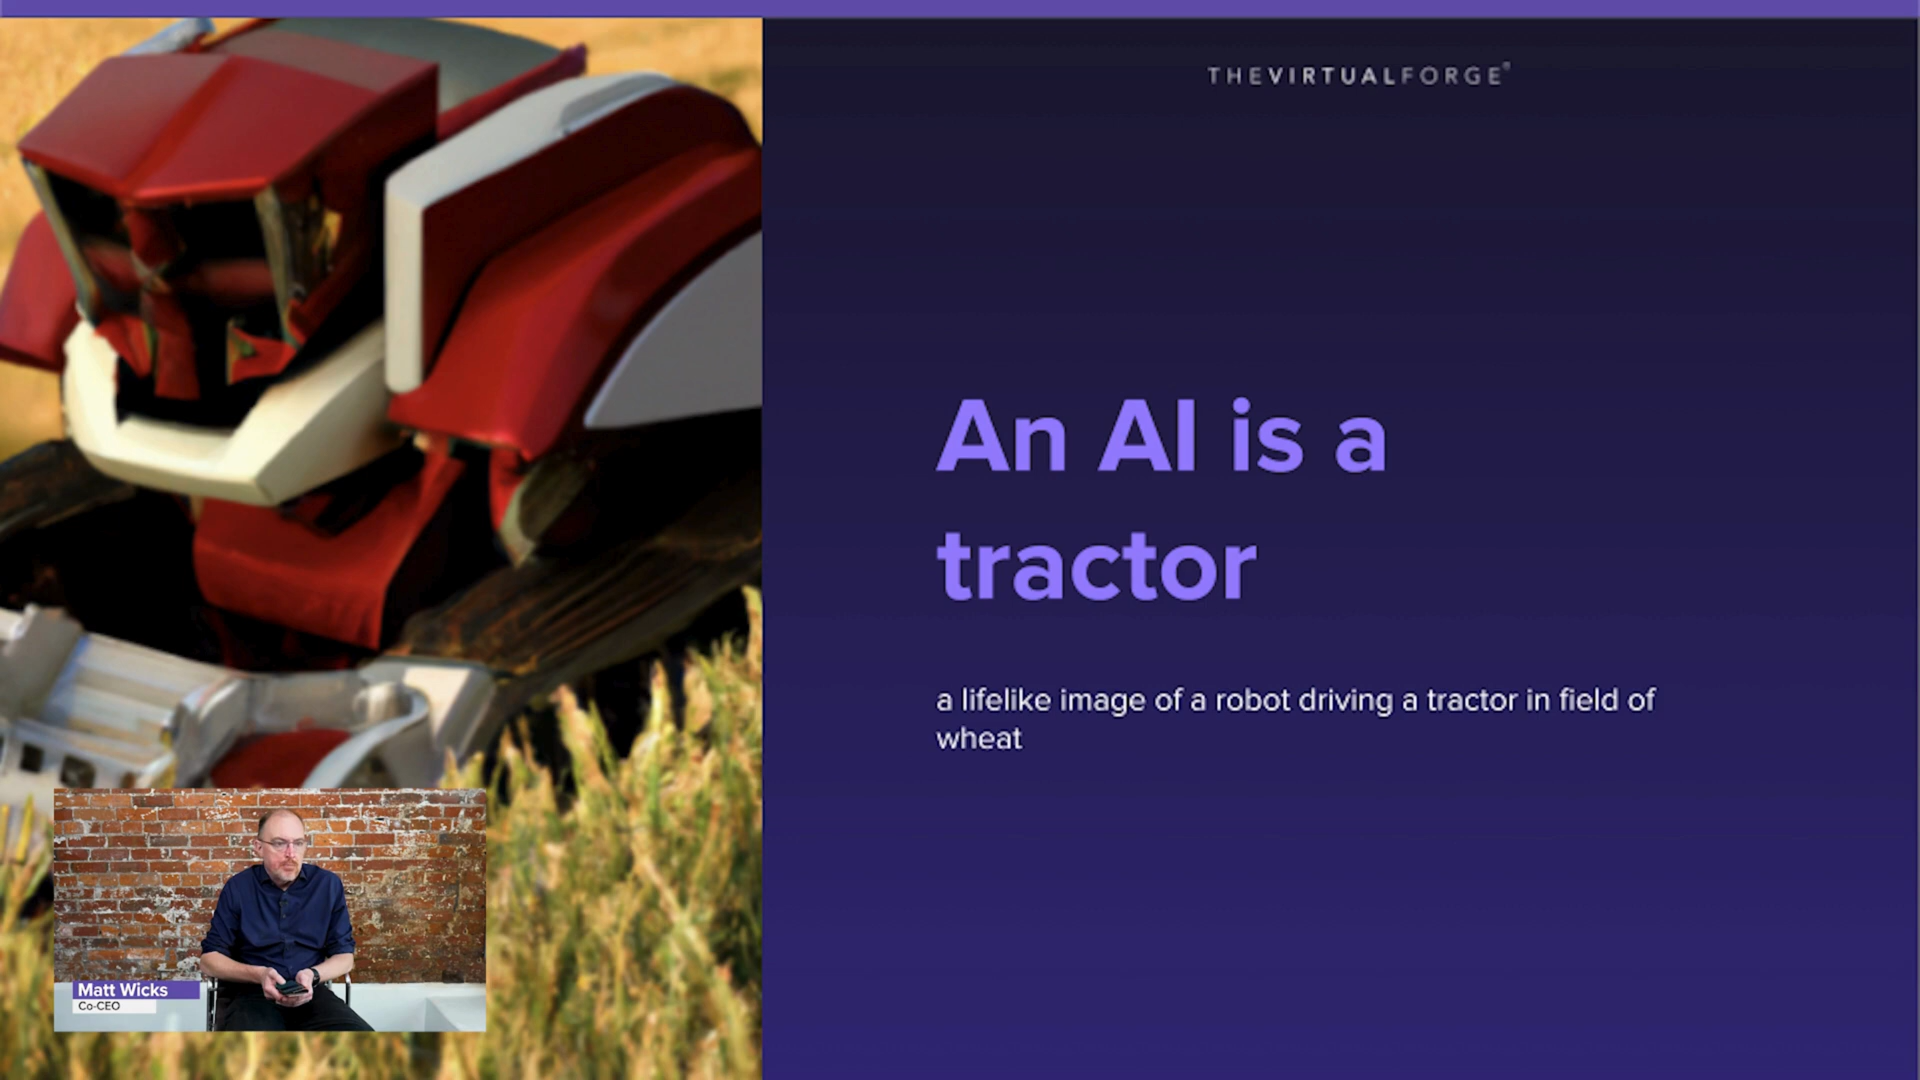 THEVIRTUALFORGE®
An AI is a
tractor
a lifelike image of a robot driving a tractor in field of
wheat
Matt Wicks
Co-CEO